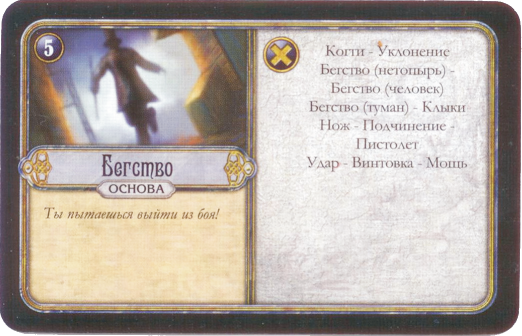 5
Бегство
ОСНОВА
Ты пытаешься выйти из боя!
Когти - Уклонение
Бегство (нетопырь) -
Бегство (человек)
Бегство (туман) - Клыки
Нож - Подчинение -
Пистолет
Удар - Винтовка - Мощь